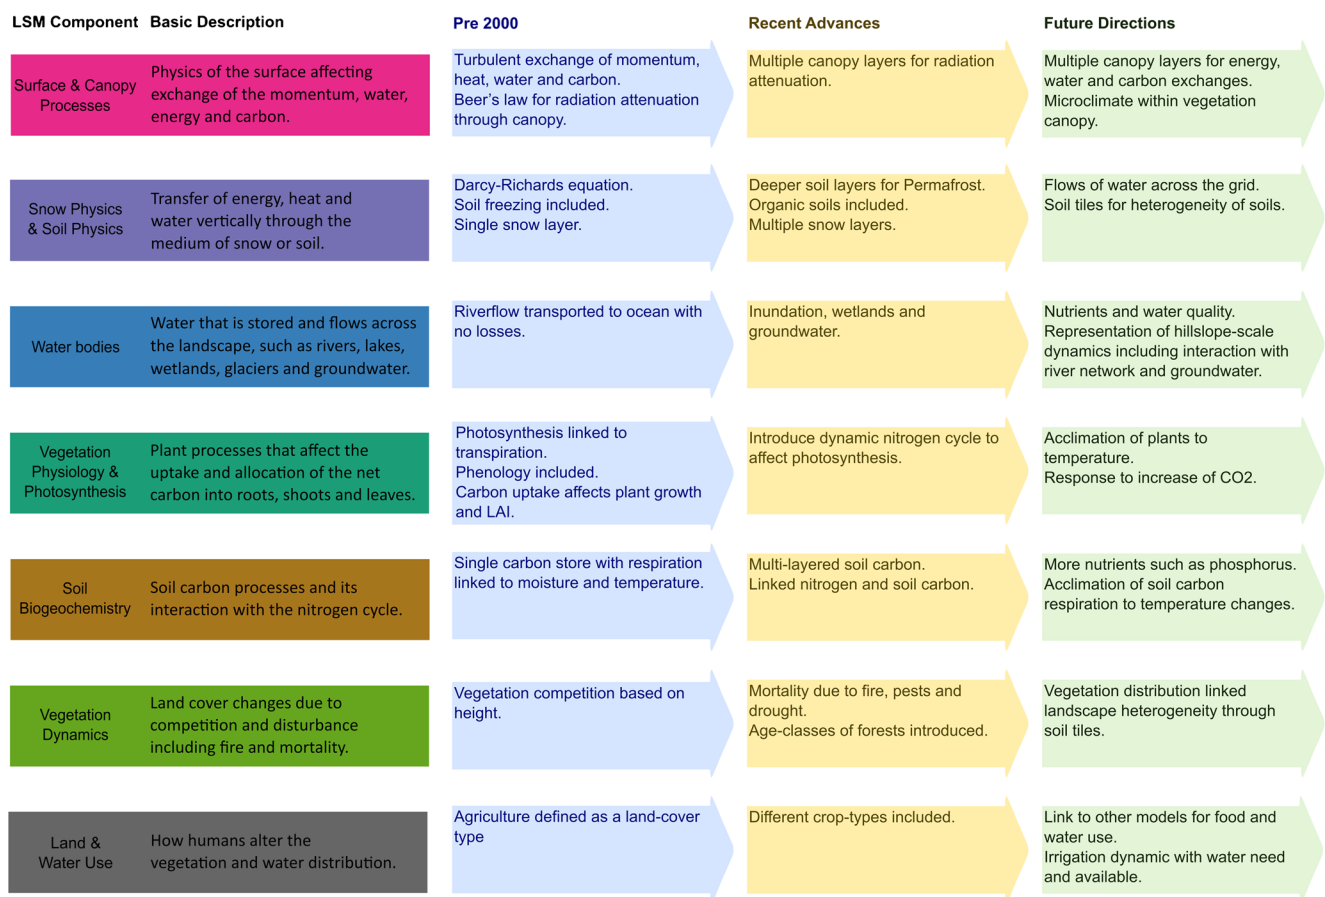 LSM Component Basic Description Pre 2000 Recent Advances Future Directions
Surface & Canopy
Processes
Physics of the surface affecting
exchange of the momentum, water,
energy and carbon.
Turbulent exchange of momentum,
heat, water and carbon.
Beer's law for radiation attenuation
through canopy.
Multiple canopy layers for radiation
attenuation.
Multiple canopy layers for energy,
water and carbon exchanges.
Microclimate within vegetation
canopy.
Snow Physics
& Soil Physics
Transfer of energy, heat and
water vertically through the
medium of snow or soil.
Darcy-Richards equation.
Soil freezing included.
Single snow layer.
Deeper soil layers for Permafrost.
Organic soils included.
Multiple snow layers.
Flows of water across the grid.
Soil tiles for heterogeneity of soils.
Water bodies
Water that is stored and flows across
the landscape, such as rivers, lakes,
wetlands, glaciers and groundwater.
Riverflow transported to ocean with
no losses.
Inundation, wetlands and
groundwater.
Nutrients and water quality.
Representation of hillslope-scale
dynamics including interaction with
river network and groundwater.
Vegetation
Physiology &
Photosynthesis
Plant processes that affect the
uptake and allocation of the net
carbon into roots, shoots and leaves.
Photosynthesis linked to
transpiration.
Phenology included.
Carbon uptake affects plant growth
and LAI.
Introduce dynamic nitrogen cycle to
affect photosynthesis.
Acclimation of plants to
temperature.
Response to increase of CO2.
Soil
Biogeochemistry
Soil carbon processes and its
interaction with the nitrogen cycle.
Single carbon store with respiration
linked to moisture and temperature.
Multi-layered soil carbon.
Linked nitrogen and soil carbon.
More nutrients such as phosphorus.
Acclimation of soil carbon
respiration to temperature changes.
Vegetation
Dynamics
Land cover changes due to
competition and disturbance
including fire and mortality.
Vegetation competition based on
height.
Mortality due to fire, pests and
drought.
Age-classes of forests introduced.
Vegetation distribution linked
landscape heterogeneity through
soil tiles.
Land &
Water Use
How humans alter the
vegetation and water distribution.
Agriculture defined as a land-cover
type
Different crop-types included.
Link to other models for food and
water use.
Irrigation dynamic with water need
and available.